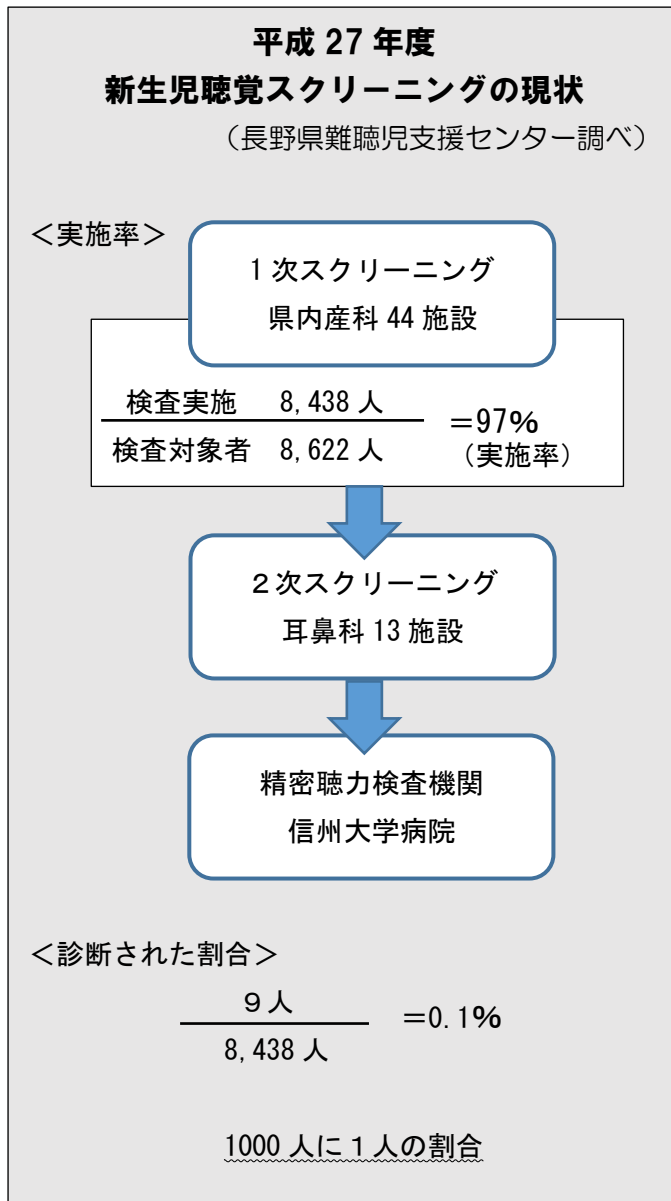 平成 27 年度
新生児聴覚スクリーニングの現状
（長野県難聴児支援センター調べ）
＜実施率＞
１次スクリーニング
県内産科 44 施設
検査実施　8,438 人
検査対象者　8,622 人
＝97％
（実施率）
２次スクリーニング
耳鼻科 13 施設
精密聴力検査機関
信州大学病院
＜診断された割合＞
９人
8,438 人
＝0.1％
1000 人に１人の割合